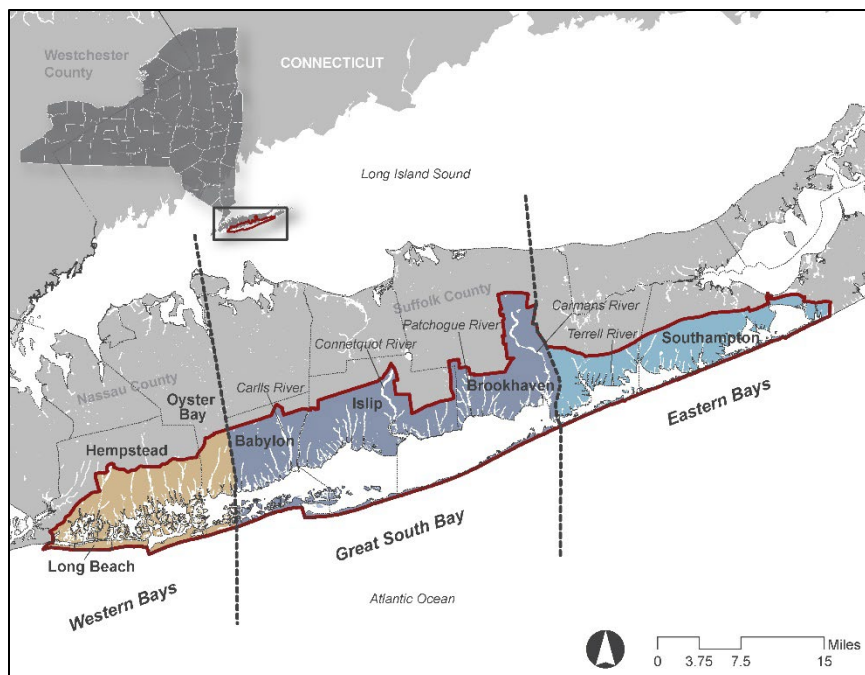 Westchester
County
CONNECTICUT
Long Island Sound
Suffolk County
Carmans River
Patchogue River
Terrell River
Connetquot River
Southampton
Nassau County
Oyster
Bay
Carlls River
Islip
Brookhaven
Hempstead
Babylon
Eastern Bays
Great South Bay
Long Beach
Western Bays
Atlantic Ocean
Miles
0 3.75 7.5 15